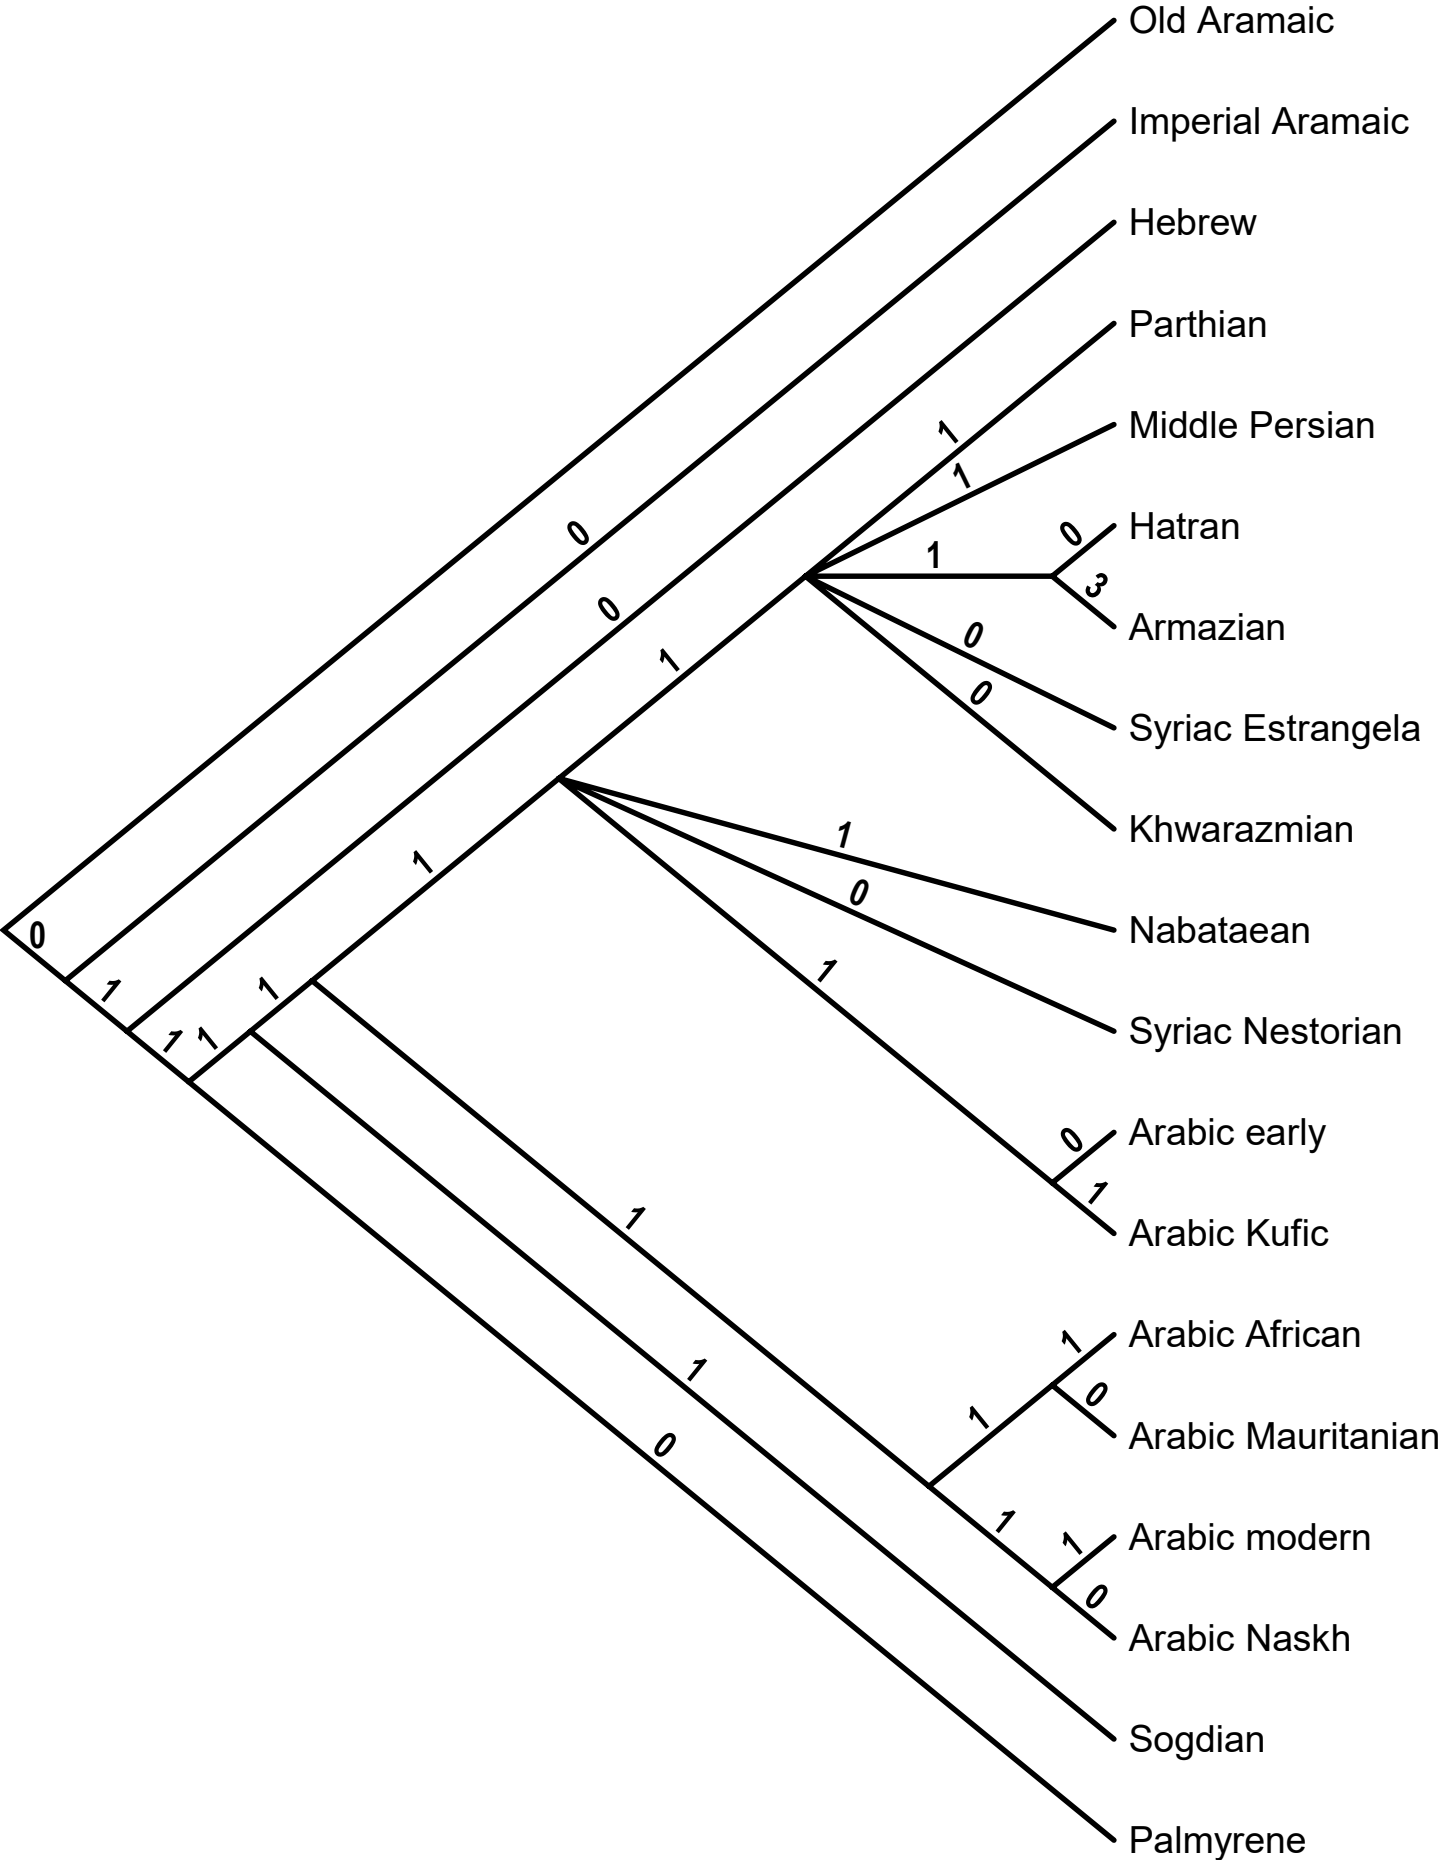 Old Aramaic
Imperial Aramaic
Hebrew
Parthian
1
Middle Persian
1
Hatran
0
0
1
3
0
Armazian
0
1
0
Syriac Estrangela
1
1
Khwarazmian
0
Nabataean
0
1
1
1
Syriac Nestorian
1
1
0
Arabic early
1
Arabic Kufic
1
1
Arabic African
1
0
1
Arabic Mauritanian
0
1
1
Arabic modern
0
Arabic Naskh
Sogdian
Palmyrene